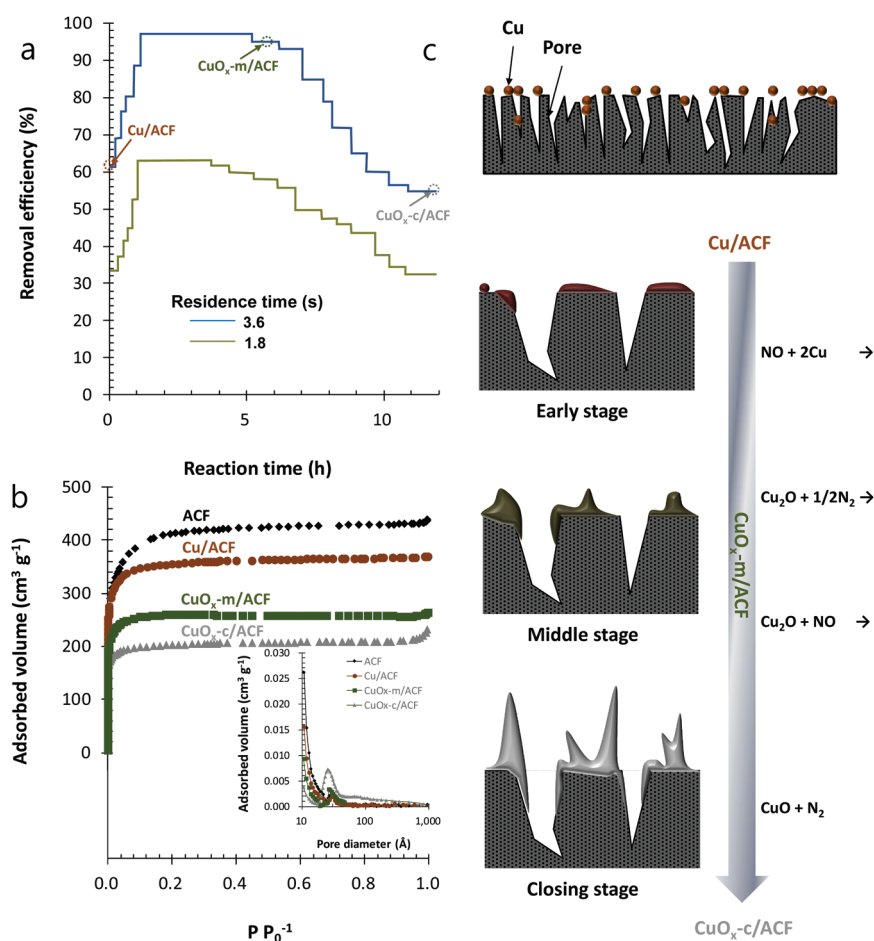 a
100
90
80
70
60
50
40
30
20
10
0
Removal efficiency (%)
CuOₓ-m/ACF
Cu/ACF
CuOₓ-c/ACF
Residence time (s)
3.6
1.8
0
5
10
Reaction time (h)
b
500
400
300
200
100
0
Adsorbed volume (cm³ g⁻¹)
ACF
Cu/ACF
CuOₓ-m/ACF
CuOₓ-c/ACF
0.030
0.025
0.020
0.015
0.010
0.005
0.000
Adsorbed volume (cm³ g⁻¹)
ACF
Cu/ACF
CuOx-m/ACF
CuOx-c/ACF
10
100
1,000
Pore diameter (Å)
0.0
0.2
0.4
0.6
0.8
1.0
P P₀⁻¹
c
Cu
Pore
Cu/ACF
Early stage
NO + 2Cu →
Cu₂O + 1/2N₂ →
CuOₓ-m/ACF
Middle stage
Cu₂O + NO →
CuO + N₂
Closing stage
CuOₓ-c/ACF